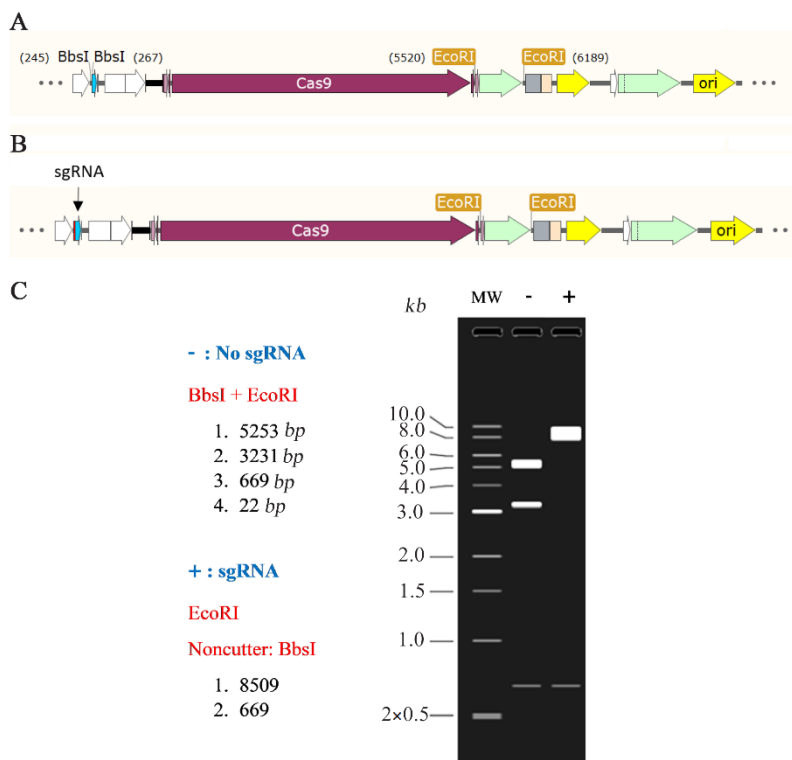 A
(245) BbsI BbsI (267) (5520) EcoRI EcoRI (6189)
Cas9 ori
B
sgRNA
EcoRI EcoRI
Cas9 ori
C
kb MW - +
- : No sgRNA
BbsI + EcoRI
1. 5253 bp
2. 3231 bp
3. 669 bp
4. 22 bp
+ : sgRNA
EcoRI
Noncutter: BbsI
1. 8509
2. 669
10.0
8.0
6.0
5.0
4.0
3.0
2.0
1.5
1.0
2×0.5